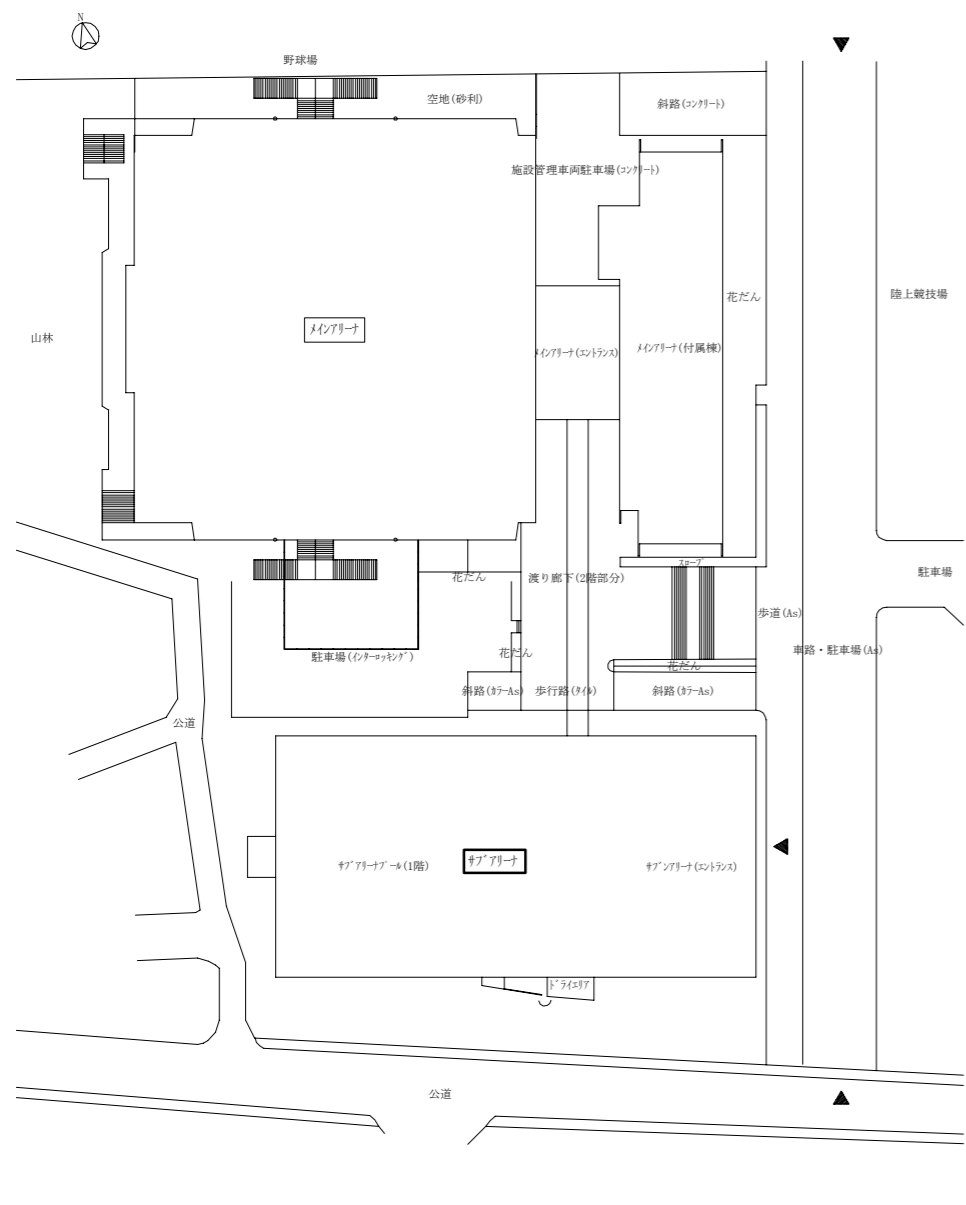 N
野球場
空地(砂利)
斜路(ｺﾝｸﾘｰﾄ)
施設管理車両駐車場(ｺﾝｸﾘｰﾄ)
花だん
陸上競技場
山林
ﾒｲﾝｱﾘｰﾅ
ﾒｲﾝｱﾘｰﾅ(ｴﾝﾄﾗﾝｽ)
ﾒｲﾝｱﾘｰﾅ(付属棟)
ｽﾛｰﾌﾟ
駐車場
花だん
渡り廊下(2階部分)
歩道(As)
駐車場(ｲﾝﾀｰﾛｯｷﾝｸﾞ)
花だん
車路・駐車場(As)
花だん
斜路(ｶﾗｰAs)
歩行路(ﾀｲﾙ)
斜路(ｶﾗｰAs)
公道
ｻﾌﾞｱﾘｰﾅﾌﾟｰﾙ(1階)
ｻﾌﾞｱﾘｰﾅ
ｻﾌﾞﾝｱﾘｰﾅ(ｴﾝﾄﾗﾝｽ)
ﾄﾞﾗｲｴﾘｱ
公道